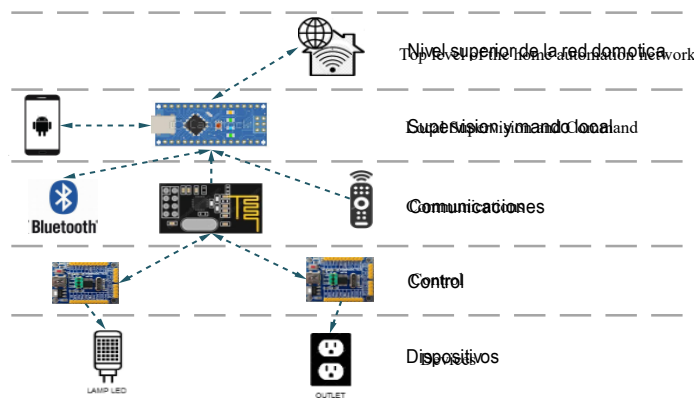 Nivel superior de la red domotica
Top level of the home automation network
Supervision y mando local
Local Supervision and Command
Bluetooth
Comunicaciones
Communications
Control
Control
Dispositivos
Devices
LAMP LED
OUTLET